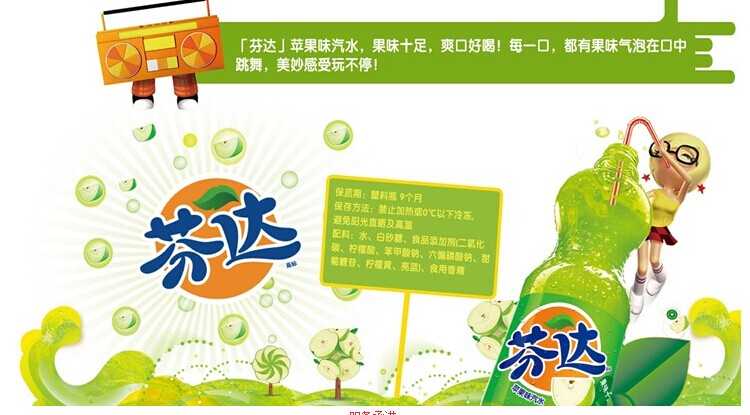 「芬达」苹果味汽水，果味十足，爽口好喝！每一口，都有果味气泡在口中
跳舞，美妙感受玩不停！
芬达
商标
保质期：塑料瓶 9个月
保存方法：禁止加热或0℃以下冷冻，
避免阳光直晒及高温
配料：水、白砂糖、食品添加剂(二氧化
碳、柠檬酸、苯甲酸钠、六偏磷酸钠、甜
菊糖苷、柠檬黄、亮蓝)、食用香精
芬达
苹果味汽水